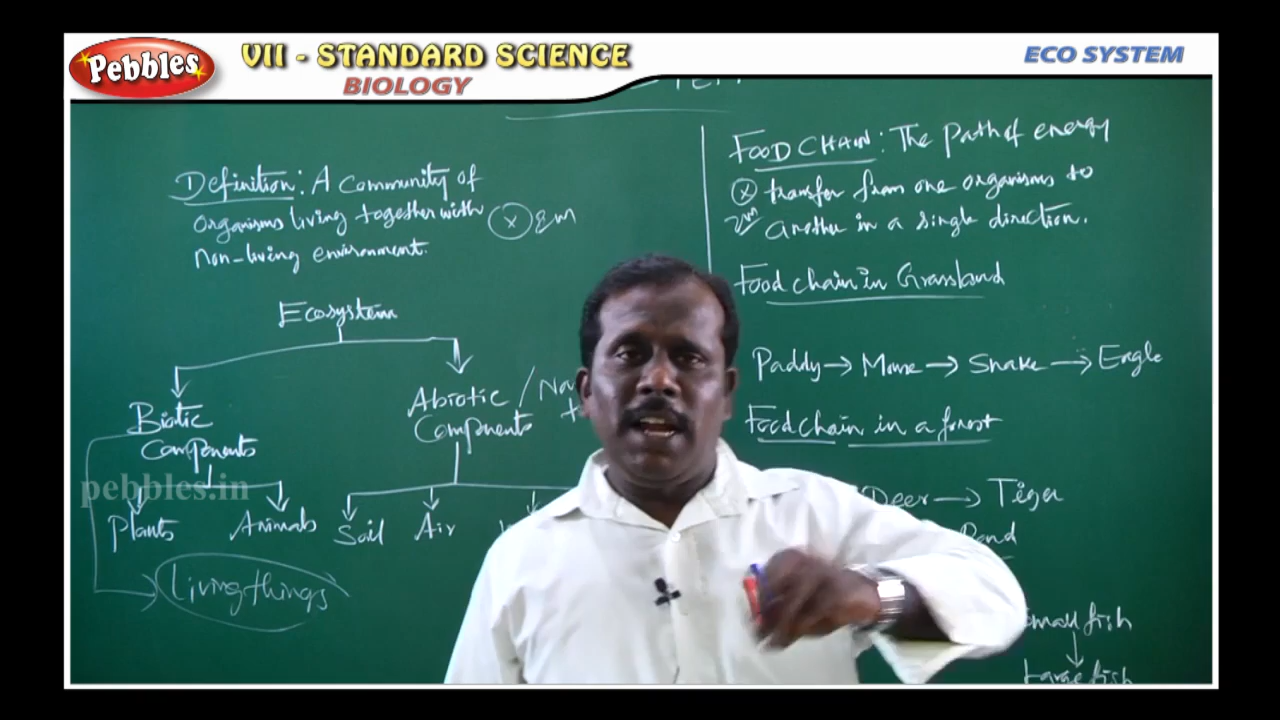 Pebbles
VII - STANDARD SCIENCE
BIOLOGY
ECO SYSTEM
Definition: A Community of
organisms living together with
non-living environment.
(x) 2m
Ecosystem
Biotic
Components
Abiotic
Components
Plants
Animals
Soil
Air
Living things
pebbles.in
FOOD CHAIN: The Path of energy
(x) transfer from one organisms to
2m another in a single direction.
Food chain in Grassland
Paddy → Mouse → Snake → Eagle
Food chain in a forest
Deer → Tiger
Pond
Small fish
↓
Large fish